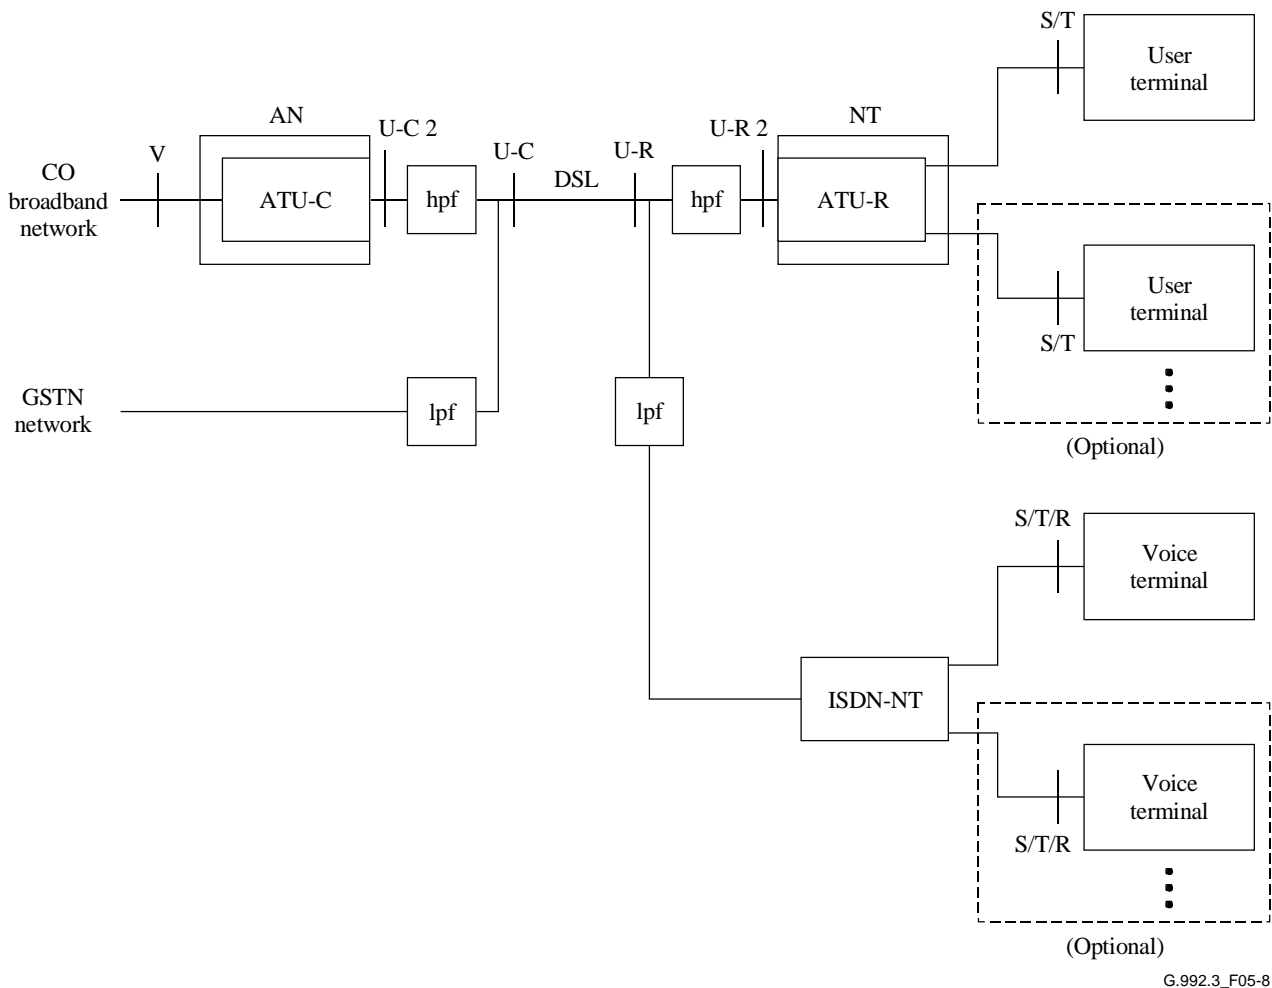 S/T
User
terminal
AN
U-C 2
U-R 2
NT
V
U-C
U-R
DSL
CO
broadband
network
ATU-C
hpf
hpf
ATU-R
User
terminal
S/T
GSTN
network
lpf
lpf
(Optional)
S/T/R
Voice
terminal
ISDN-NT
Voice
terminal
S/T/R
(Optional)
G.992.3_F05-8